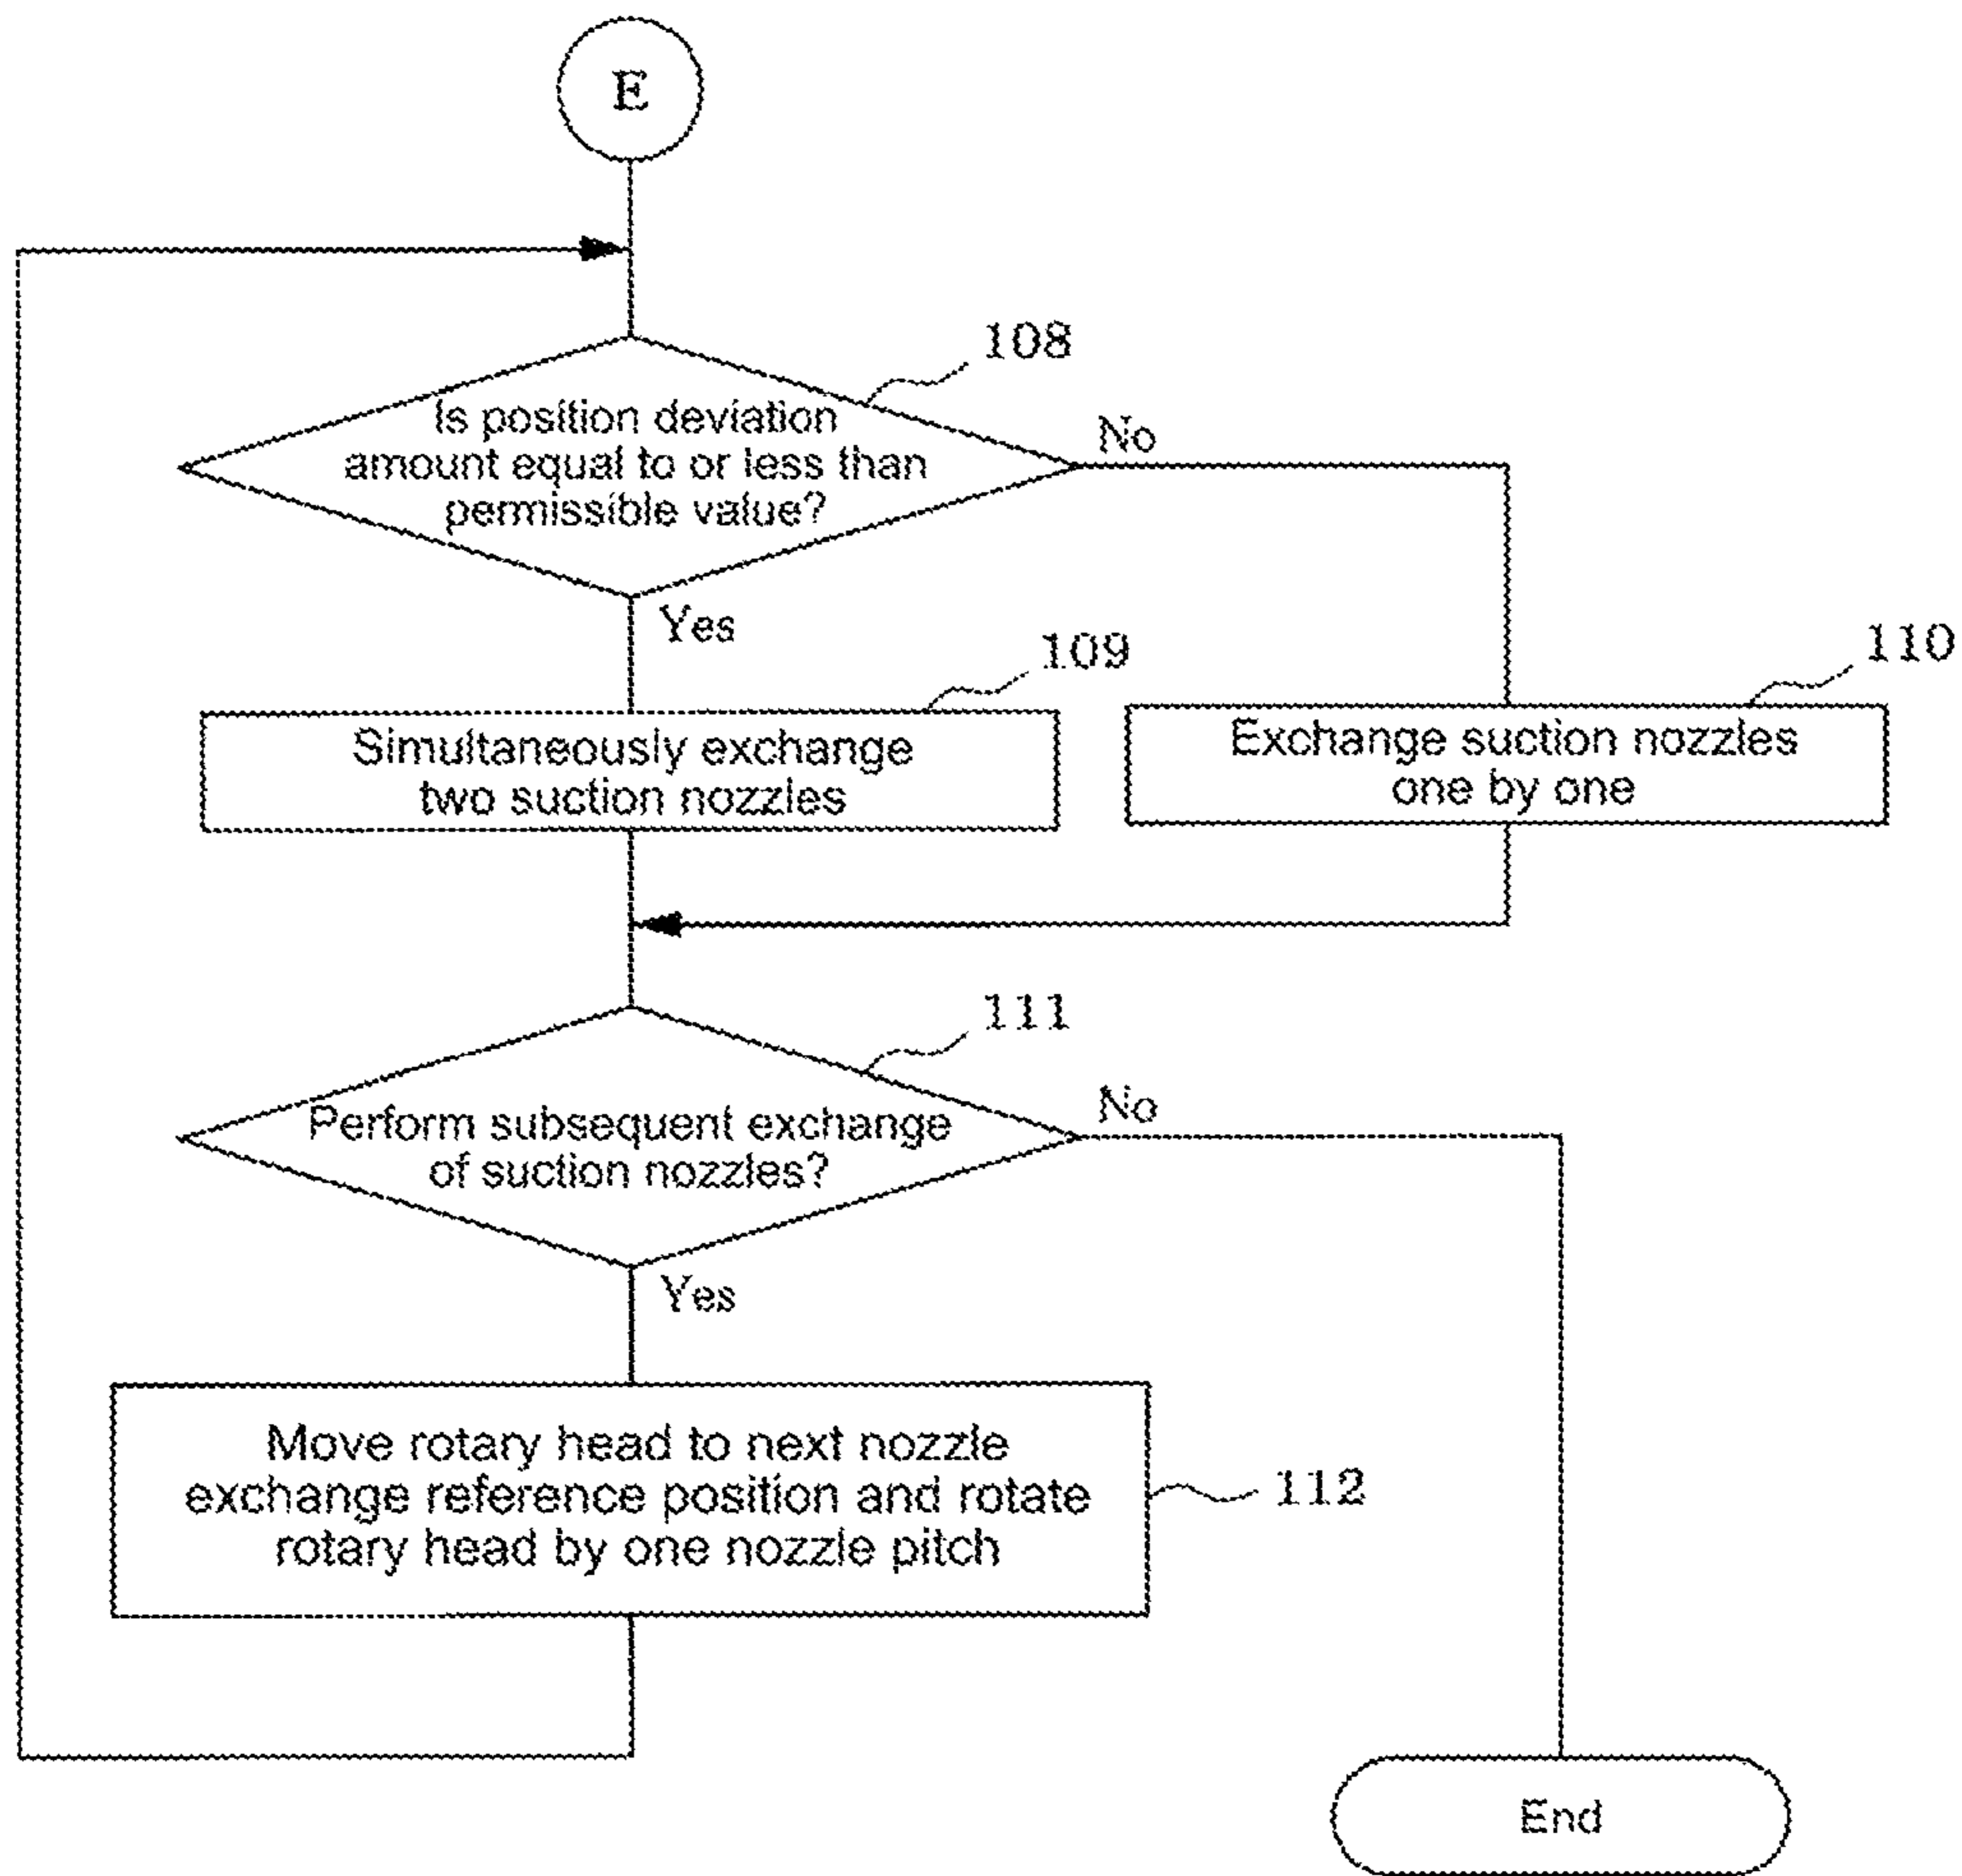 E
108
Is position deviation
amount equal to or less than
permissible value?
No
Yes
109
110
Simultaneously exchange
two suction nozzles
Exchange suction nozzles
one by one
111
Perform subsequent exchange
of suction nozzles?
No
Yes
Move rotary head to next nozzle
exchange reference position and rotate
rotary head by one nozzle pitch
112
End